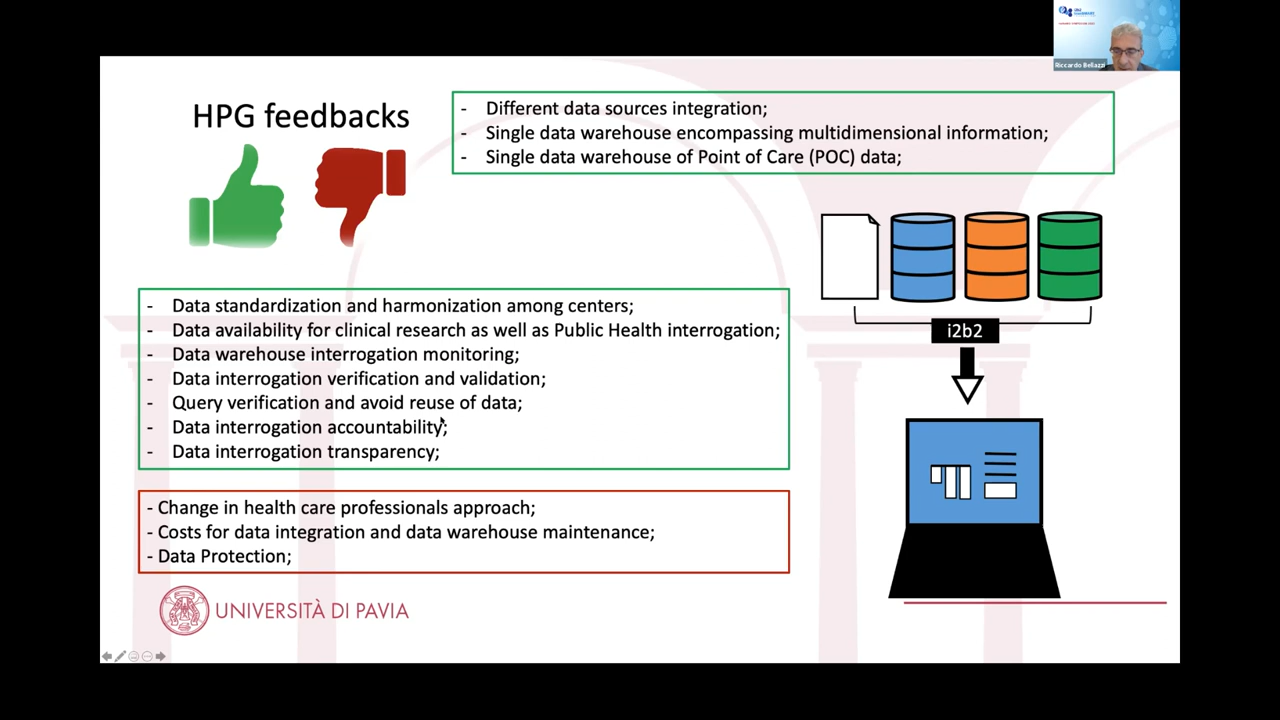 Riccardo Bellazzi
HPG feedbacks
- Different data sources integration;
- Single data warehouse encompassing multidimensional information;
- Single data warehouse of Point of Care (POC) data;
- Data standardization and harmonization among centers;
- Data availability for clinical research as well as Public Health interrogation;
- Data warehouse interrogation monitoring;
- Data interrogation verification and validation;
- Query verification and avoid reuse of data;
- Data interrogation accountability;
- Data interrogation transparency;
i2b2
- Change in health care professionals approach;
- Costs for data integration and data warehouse maintenance;
- Data Protection;
UNIVERSITÀ DI PAVIA